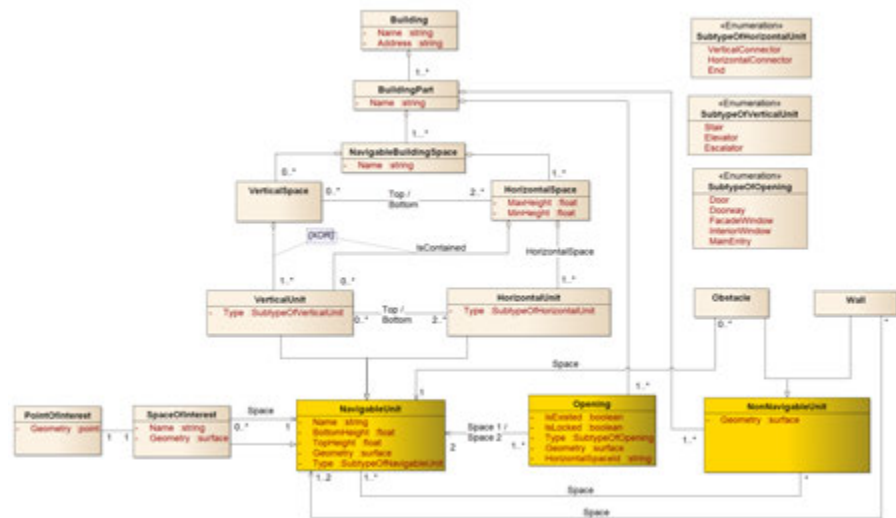 Building
- Name :string
- Address :string
1..*
BuildingPart
- Name :string
1...*
NavigableBuildingSpace
- Name :string
0..*
1..*
VerticalSpace
0..*
Top /
Bottom
2..*
HorizontalSpace
- MaxHeight :float
- MinHeight :float
{XOR}
IsContained
HorizontalSpace
1..*
0..*
1..*
VerticalUnit
- Type :SubtypeOfVerticalUnit
0..*
Top /
Bottom
2..*
HorizontalUnit
- Type :SubtypeOfHorizontalUnit
«Enumeration»
SubtypeOfHorizontalUnit
VerticalConnector
HorizontalConnector
End
«Enumeration»
SubtypeOfVerticalUnit
Stair
Elevator
Escalator
«Enumeration»
SubtypeOfOpening
Door
Doorway
FacadeWindow
InteriorWindow
MainEntry
Obstacle
0..*
Wall
*
Space
1
1..*
PointOfInterest
- Geometry :point
1
1
SpaceOfInterest
- Name :string
- Geometry :surface
Space
0..*
1
NavigableUnit
- Name :string
- BottomHeight :float
- TopHeight :float
- Geometry :surface
- Type :SubtypeOfNavigableUnit
Space 1 /
Space 2
2
1..*
Opening
- isExisted :boolean
- isLocked :boolean
- Type :SubtypeOfOpening
- Geometry :surface
- HorizontalSpaceId :string
NonNavigableUnit
- Geometry :surface
1..*
1..2
1..*
Space
*
Space